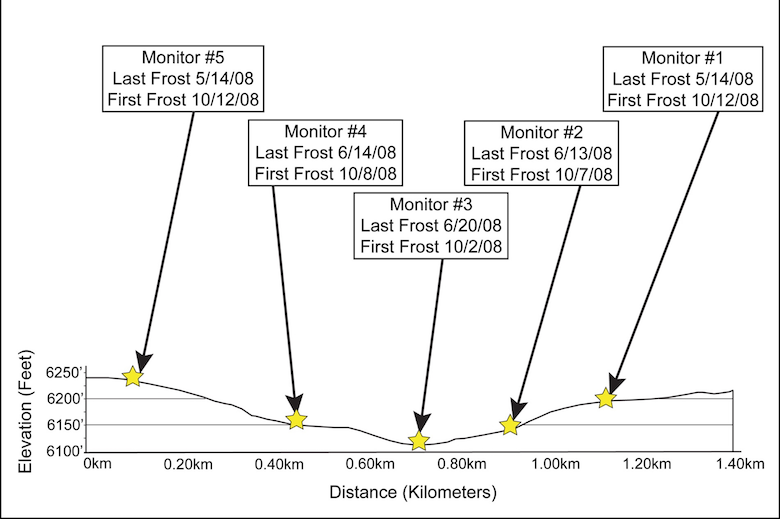 Monitor #5
Last Frost 5/14/08
First Frost 10/12/08
Monitor #1
Last Frost 5/14/08
First Frost 10/12/08
Monitor #4
Last Frost 6/14/08
First Frost 10/8/08
Monitor #2
Last Frost 6/13/08
First Frost 10/7/08
Monitor #3
Last Frost 6/20/08
First Frost 10/2/08
Elevation (Feet)
6250'
6200'
6150'
6100'
0km 0.20km 0.40km 0.60km 0.80km 1.00km 1.20km 1.40km
Distance (Kilometers)